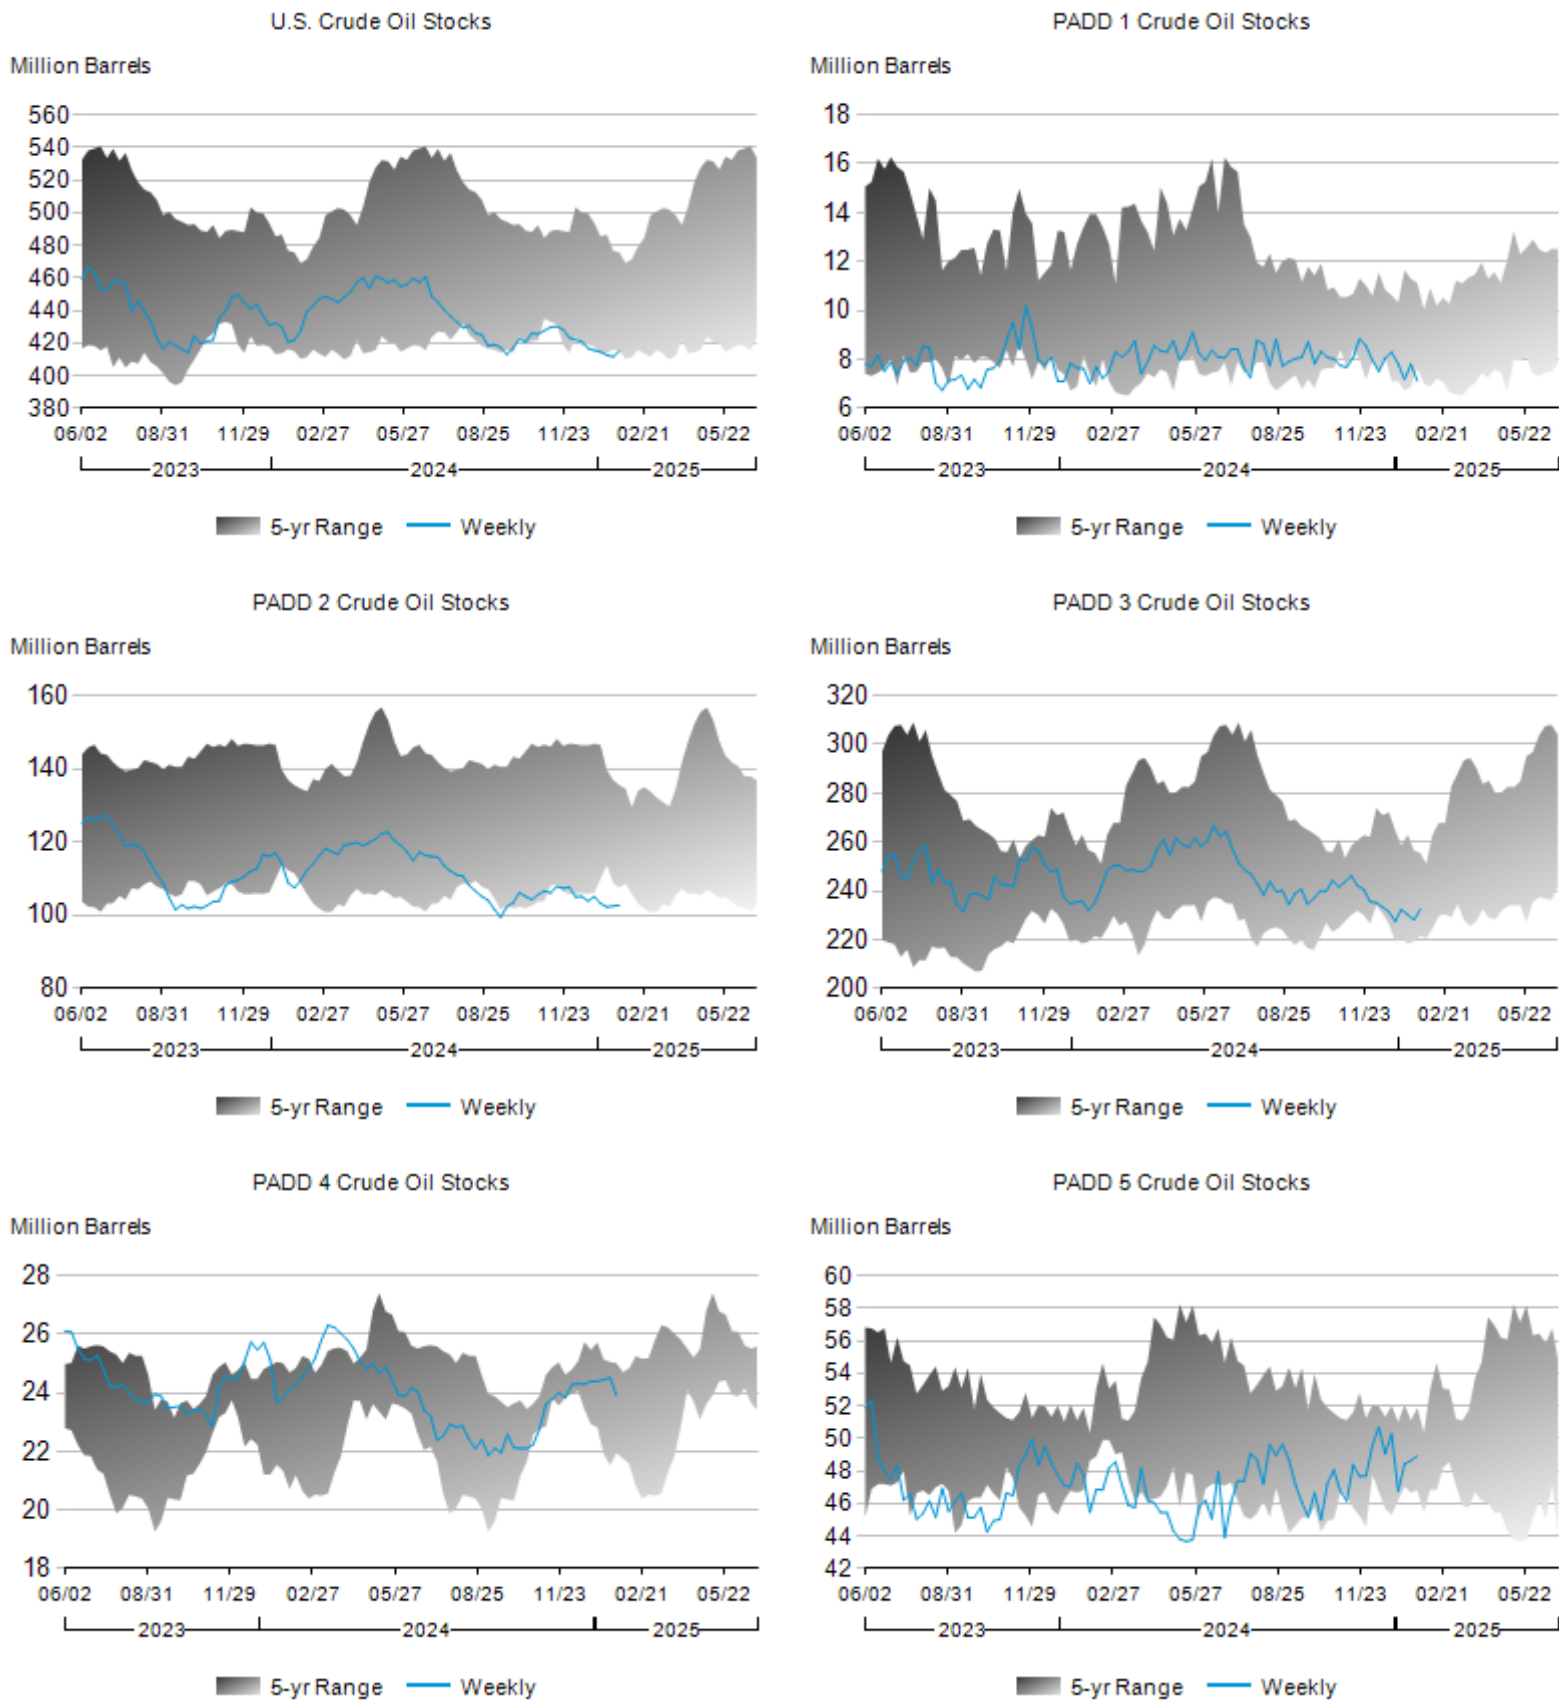 U.S. Crude Oil Stocks
Million Barrels
560
540
520
500
480
460
440
420
400
380
06/02 08/31 11/29 02/27 05/27 08/25 11/23 02/21 05/22
2023 2024 2025
5-yr Range Weekly
PADD 1 Crude Oil Stocks
Million Barrels
18
16
14
12
10
8
6
06/02 08/31 11/29 02/27 05/27 08/25 11/23 02/21 05/22
2023 2024 2025
5-yr Range Weekly
PADD 2 Crude Oil Stocks
Million Barrels
160
140
120
100
80
06/02 08/31 11/29 02/27 05/27 08/25 11/23 02/21 05/22
2023 2024 2025
5-yr Range Weekly
PADD 3 Crude Oil Stocks
Million Barrels
320
300
280
260
240
220
200
06/02 08/31 11/29 02/27 05/27 08/25 11/23 02/21 05/22
2023 2024 2025
5-yr Range Weekly
PADD 4 Crude Oil Stocks
Million Barrels
28
26
24
22
20
18
06/02 08/31 11/29 02/27 05/27 08/25 11/23 02/21 05/22
2023 2024 2025
5-yr Range Weekly
PADD 5 Crude Oil Stocks
Million Barrels
60
58
56
54
52
50
48
46
44
42
06/02 08/31 11/29 02/27 05/27 08/25 11/23 02/21 05/22
2023 2024 2025
5-yr Range Weekly